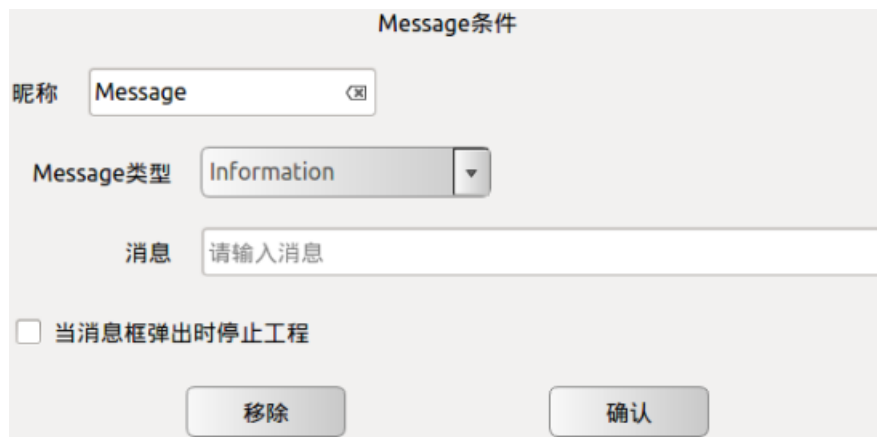 Message条件
昵称 Message
Message类型 Information
消息 请输入消息
当消息框弹出时停止工程
移除 确认